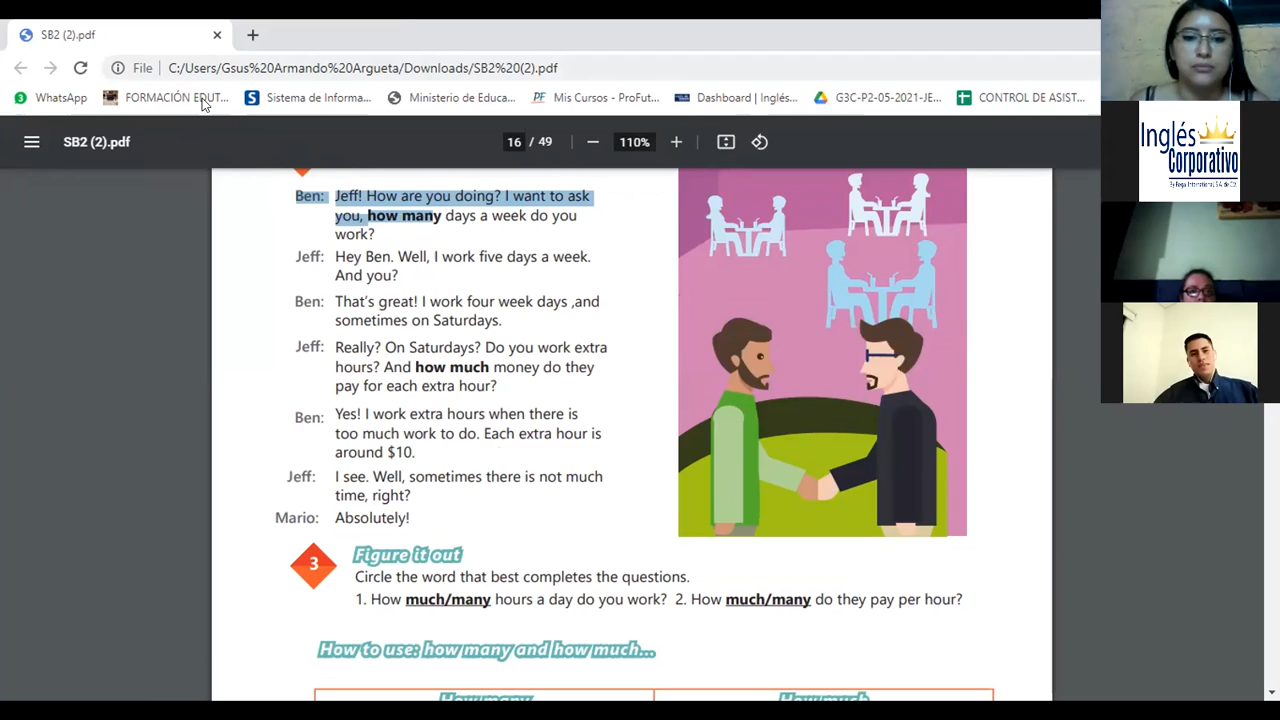 SB2 (2).pdf
File
C:/Users/Gsus%20Armando%20Argueta/Downloads/SB2%20(2).pdf
WhatsApp
FORMACIÓN EDUT...
Sistema de Informa...
Ministerio de Educa...
Mis Cursos - ProFut...
Dashboard | Inglés...
G3C-P2-05-2021-JE...
CONTROL DE ASIST...
SB2 (2).pdf
16 / 49
110%
Ben: Jeff! How are you doing? I want to ask
you, how many days a week do you
work?
Jeff: Hey Ben. Well, I work five days a week.
And you?
Ben: That's great! I work four week days ,and
sometimes on Saturdays.
Jeff: Really? On Saturdays? Do you work extra
hours? And how much money do they
pay for each extra hour?
Ben: Yes! I work extra hours when there is
too much work to do. Each extra hour is
around $10.
Jeff: I see. Well, sometimes there is not much
time, right?
Mario: Absolutely!
3 Figure it out
Circle the word that best completes the questions.
1. How much/many hours a day do you work? 2. How much/many do they pay per hour?
How to use: how many and how much...
How many
How much
Inglés
Corporativo